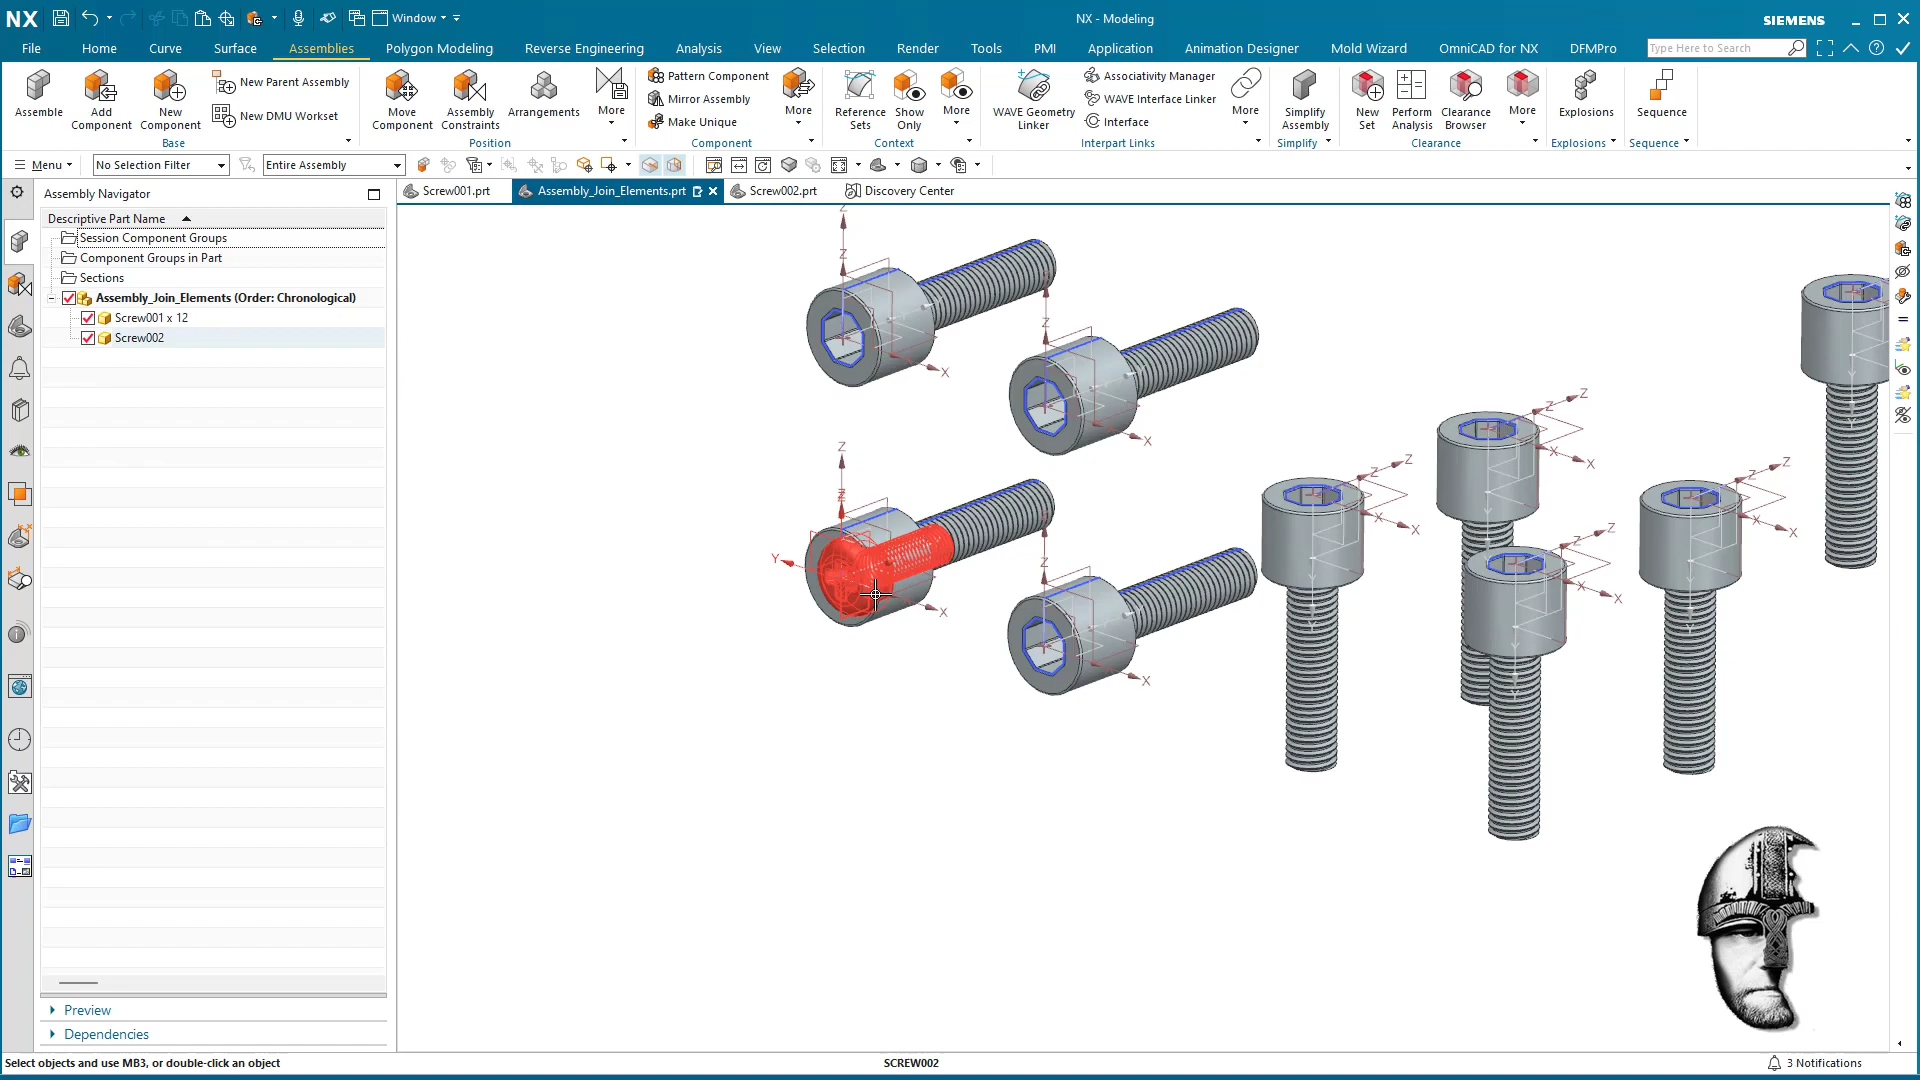 NX
Window
NX - Modeling
SIEMENS
File
Home
Curve
Surface
Assemblies
Polygon Modeling
Reverse Engineering
Analysis
View
Selection
Render
Tools
PMI
Application
Animation Designer
Mold Wizard
OmniCAD for NX
DFMPro
Type Here to Search
Assemble
Add
Component
New
Component
New Parent Assembly
New DMU Workset
Base
Move
Component
Assembly
Constraints
Arrangements
More
Position
Pattern Component
Mirror Assembly
Make Unique
More
Component
Reference
Sets
Show
Only
More
Context
WAVE Geometry
Linker
Associativity Manager
WAVE Interface Linker
Interface
More
Interpart Links
Simplify
Assembly
Simplify
New
Set
Perform
Analysis
Clearance
Browser
More
Clearance
Explosions
Explosions
Sequence
Sequence
Menu
No Selection Filter
Entire Assembly
Assembly Navigator
Screw001.prt
Assembly_Join_Elements.prt
Screw002.prt
Discovery Center
Descriptive Part Name
Session Component Groups
Component Groups in Part
Sections
Assembly_Join_Elements (Order: Chronological)
Screw001 x 12
Screw002
Z
Z
X
Z
X
Z
Y
X
Z
X
Z
Z
X
X
Z
Z
X
X
Z
Z
X
X
Z
Z
X
X
Preview
Dependencies
Select objects and use MB3, or double-click an object
SCREW002
3 Notifications